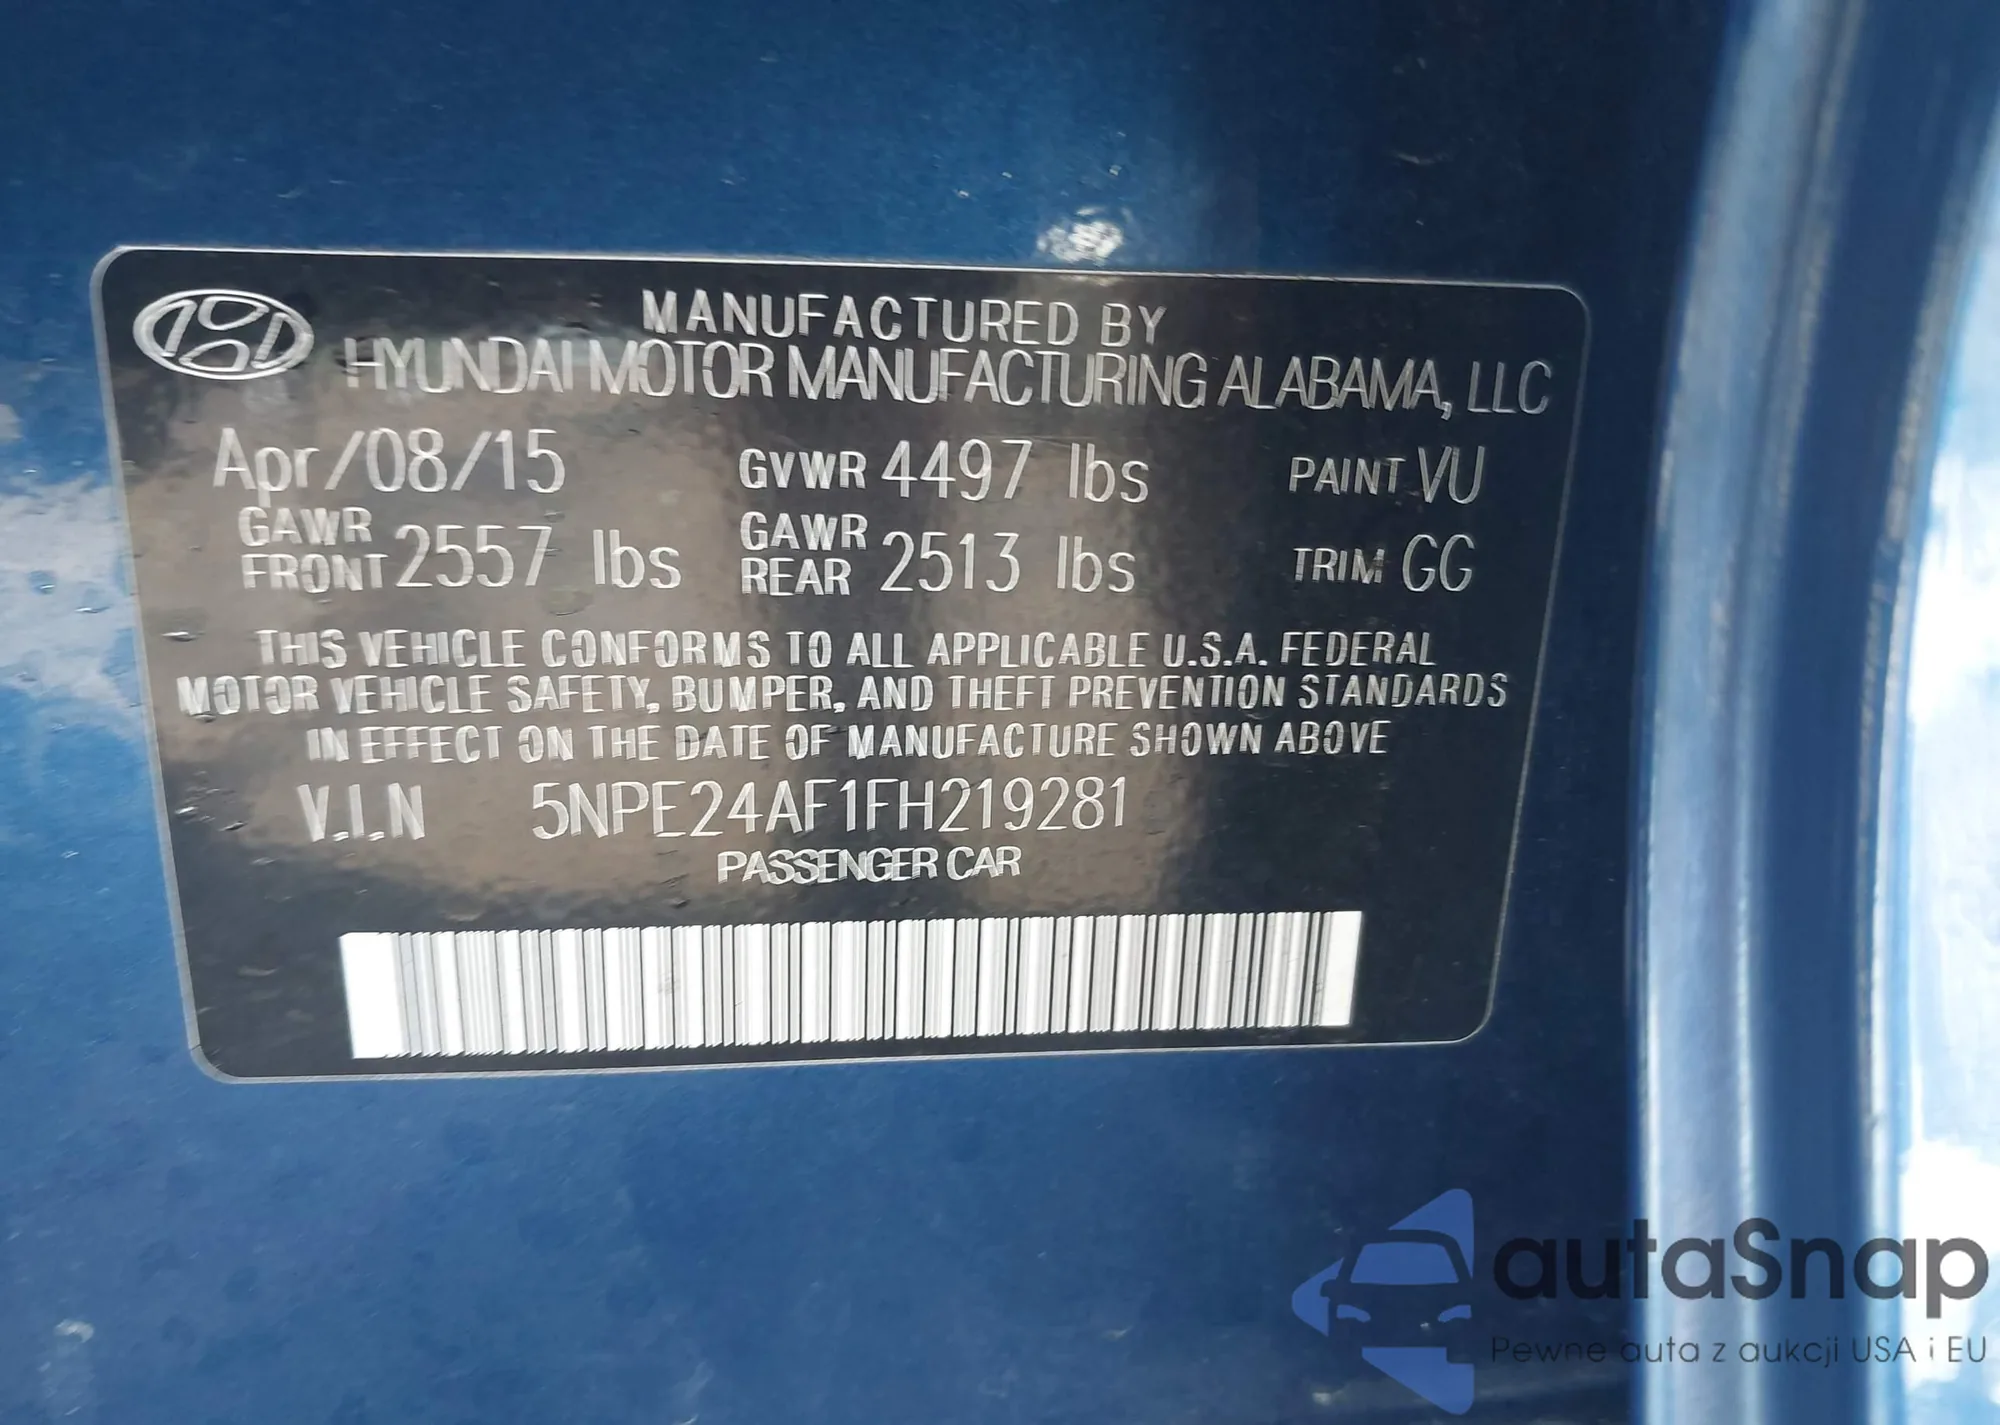 MANUFACTURED BY
HYUNDAI MOTOR MANUFACTURING ALABAMA, LLC
Apr/08/15 GVWR 4497 lbs PAINT VU
GAWR FRONT 2557 lbs GAWR REAR 2513 lbs TRIM GG
THIS VEHICLE CONFORMS TO ALL APPLICABLE U.S.A. FEDERAL
MOTOR VEHICLE SAFETY, BUMPER, AND THEFT PREVENTION STANDARDS
IN EFFECT ON THE DATE OF MANUFACTURE SHOWN ABOVE
V.I.N 5NPE24AF1FH219281
PASSENGER CAR
autaSnap
Pewne auta z aukcji USA i EU